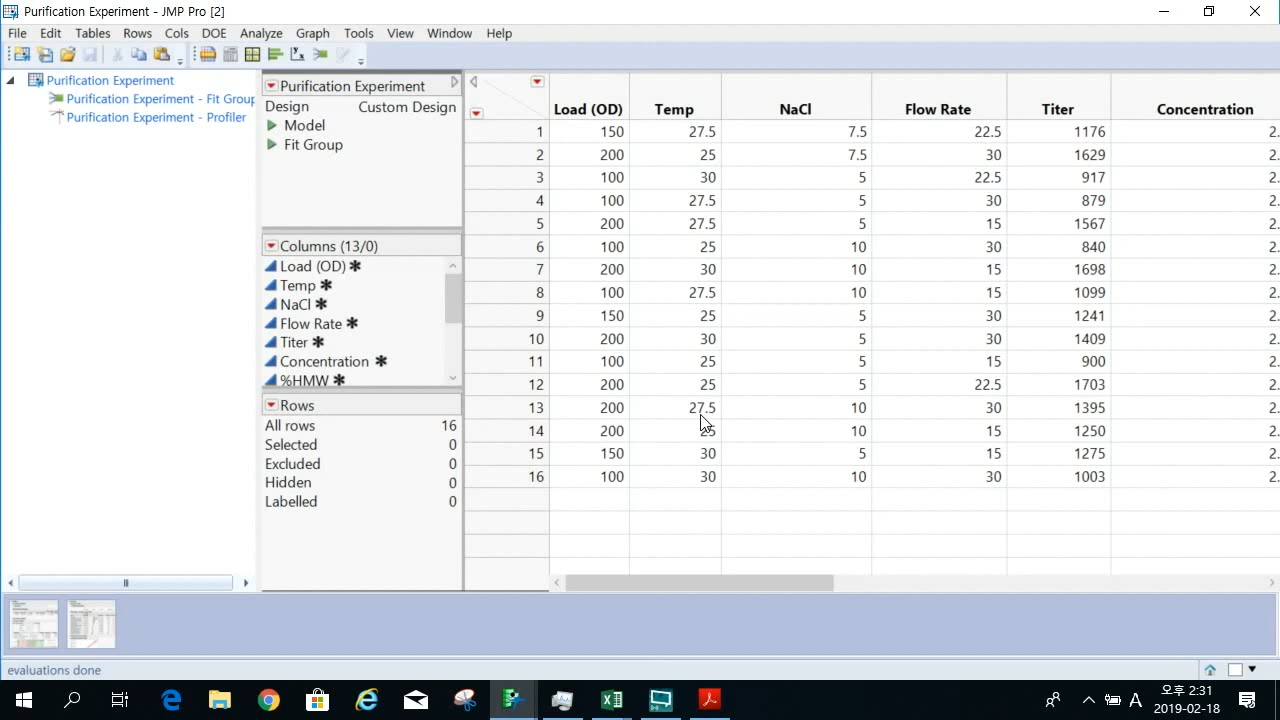 Purification Experiment - JMP Pro [2]
File Edit Tables Rows Cols DOE Analyze Graph Tools View Window Help
Purification Experiment
Purification Experiment - Fit Group
Purification Experiment - Profiler
Purification Experiment
Design Custom Design
Model
Fit Group
Columns (13/0)
Load (OD) ✱
Temp ✱
NaCl ✱
Flow Rate ✱
Titer ✱
Concentration ✱
%HMW ✱
Rows
All rows 16
Selected 0
Excluded 0
Hidden 0
Labelled 0
Load (OD) Temp NaCl Flow Rate Titer Concentration
1 150 27.5 7.5 22.5 1176 2.
2 200 25 7.5 30 1629 2.
3 100 30 5 22.5 917 2.
4 100 27.5 5 30 879 2.
5 200 27.5 5 15 1567 2.
6 100 25 10 30 840 2.
7 200 30 10 15 1698 2.
8 100 27.5 10 15 1099 2.
9 150 25 5 15 1241 2.
10 200 30 5 30 1409 2.
11 100 25 5 15 900 2.
12 200 25 5 22.5 1703 2.
13 200 27.5 10 30 1395 2.
14 200 25 10 15 1250 2.
15 150 30 5 15 1275 2.
16 100 30 10 30 1003 2.
evaluations done
A
오후 2:31
2019-02-18